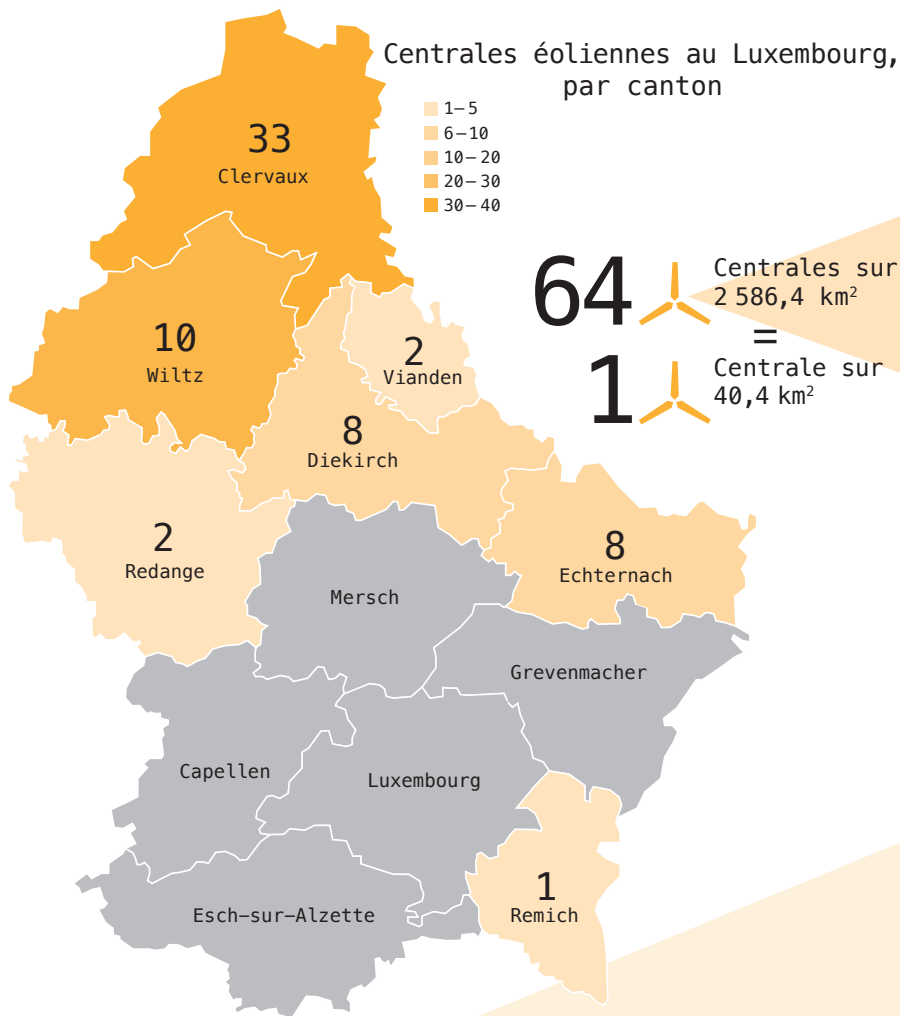 Centrales éoliennes au Luxembourg,
par canton
1–5
6–10
10–20
20–30
30–40
33
Clervaux
64
Centrales sur
2 586,4 km²
=
1
Centrale sur
40,4 km²
10
Wiltz
2
Vianden
8
Diekirch
2
Redange
8
Echternach
Mersch
Grevenmacher
Capellen
Luxembourg
1
Remich
Esch–sur–Alzette